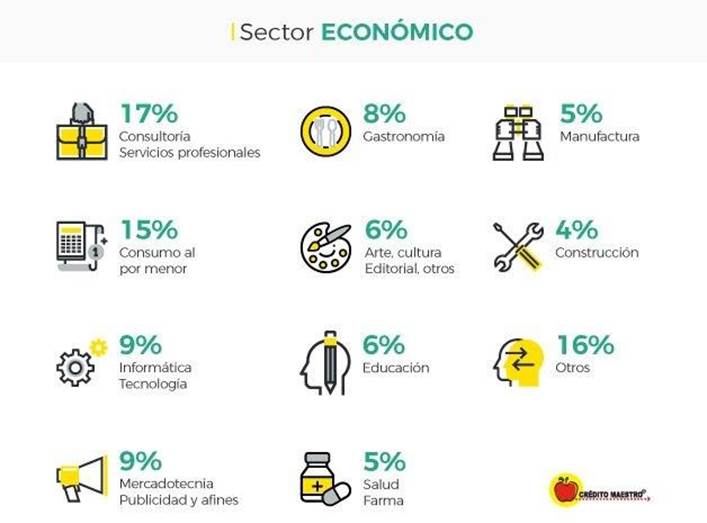 Sector ECONÓMICO
17%
Consultoría
Servicios profesionales
8%
Gastronomía
5%
Manufactura
15%
Consumo al
por menor
6%
Arte, cultura
Editorial, otros
4%
Construcción
9%
Informática
Tecnología
6%
Educación
16%
Otros
9%
Mercadotecnia
Publicidad y afines
5%
Salud
Farma
CRÉDITO MAESTRO